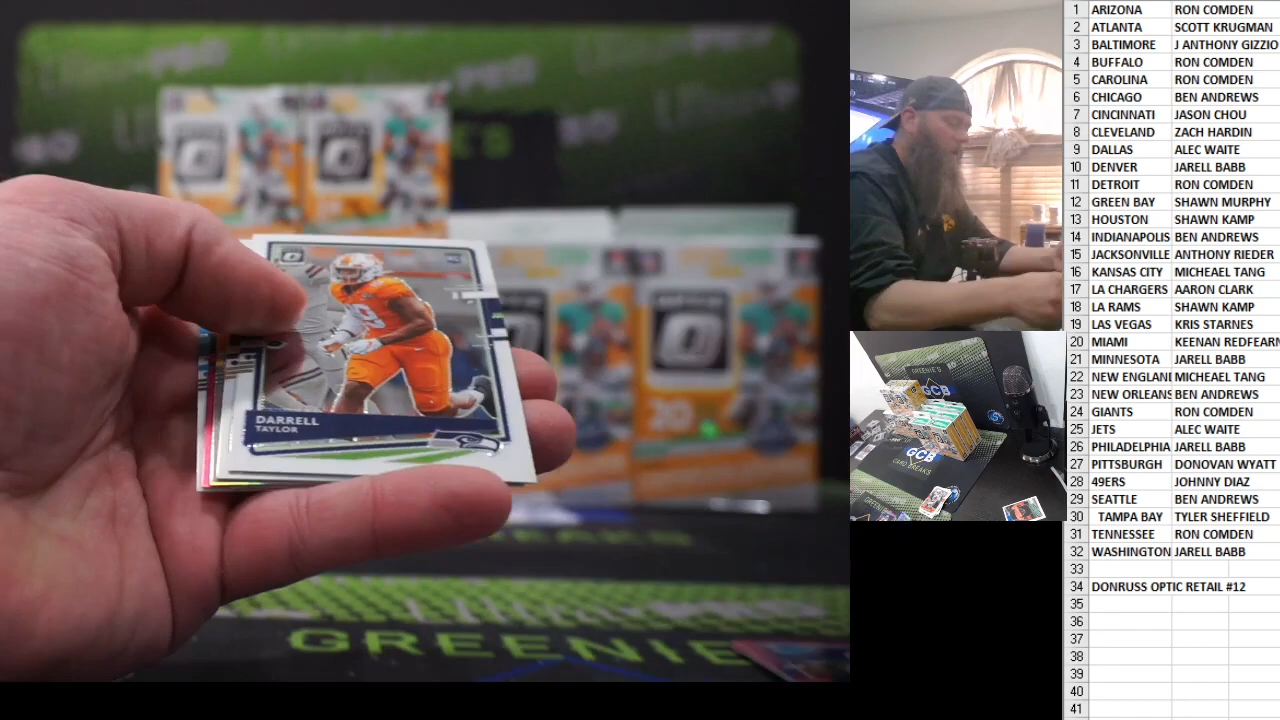 DARRELL
TAYLOR
GREENIE'S
GCB
GCB
CARD BREAKS
GREENIE
1 ARIZONA RON COMDEN
2 ATLANTA SCOTT KRUGMAN
3 BALTIMORE J ANTHONY GIZZIO
4 BUFFALO RON COMDEN
5 CAROLINA RON COMDEN
6 CHICAGO BEN ANDREWS
7 CINCINNATI JASON CHOU
8 CLEVELAND ZACH HARDIN
9 DALLAS ALEC WAITE
10 DENVER JARELL BABB
11 DETROIT RON COMDEN
12 GREEN BAY SHAWN MURPHY
13 HOUSTON SHAWN KAMP
14 INDIANAPOLIS BEN ANDREWS
15 JACKSONVILLE ANTHONY RIEDER
16 KANSAS CITY MICHEAEL TANG
17 LA CHARGERS AARON CLARK
18 LA RAMS SHAWN KAMP
19 LAS VEGAS KRIS STARNES
20 MIAMI KEENAN REDFEARN
21 MINNESOTA JARELL BABB
22 NEW ENGLAND MICHEAEL TANG
23 NEW ORLEANS BEN ANDREWS
24 GIANTS RON COMDEN
25 JETS ALEC WAITE
26 PHILADELPHIA JARELL BABB
27 PITTSBURGH DONOVAN WYATT
28 49ERS JOHNNY DIAZ
29 SEATTLE BEN ANDREWS
30 TAMPA BAY TYLER SHEFFIELD
31 TENNESSEE RON COMDEN
32 WASHINGTON JARELL BABB
33
34 DONRUSS OPTIC RETAIL #12
35
36
37
38
39
40
41